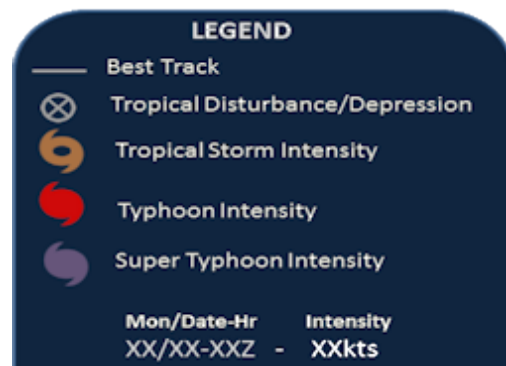 LEGEND
Best Track
Tropical Disturbance/Depression
Tropical Storm Intensity
Typhoon Intensity
Super Typhoon Intensity
Mon/Date-Hr Intensity
XX/XX-XXZ - XXkts